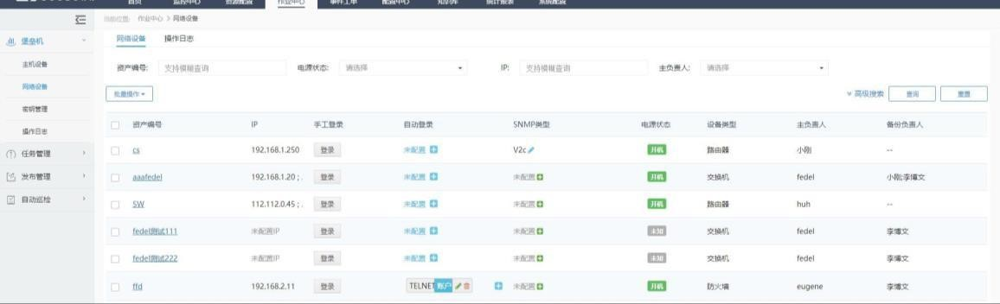 首页 监控中心 资源配置 作业中心 事件工单 配置中心 知识库 统计报表 系统配置
当前位置: 作业中心 > 网络设备
堡垒机
主机设备
网络设备
密钥管理
操作日志
任务管理
发布管理
自动巡检
网络设备 操作日志
资产编号: 支持模糊查询 电源状态: 请选择 IP: 支持模糊查询 主负责人: 请选择
批量操作 高级搜索 查询 重置
资产编号 IP 手工登录 自动登录 SNMP类型 电源状态 设备类型 主负责人 备份负责人
cs 192.168.1.250 登录 未配置 V2c 开机 路由器 小刚 --
aaafedel 192.168.1.20 ; . 登录 未配置 未配置 开机 交换机 fedel 小刚;李博文
SW 112.112.0.45 ; . 登录 未配置 未配置 开机 路由器 huh --
fedel测试111 未配置IP 登录 未配置 未配置 未知 交换机 fedel 李博文
fedel测试222 未配置IP 登录 未配置 未配置 未知 交换机 fedel 李博文
ffd 192.168.2.11 登录 TELNET 账户 未配置 开机 防火墙 eugene 李博文